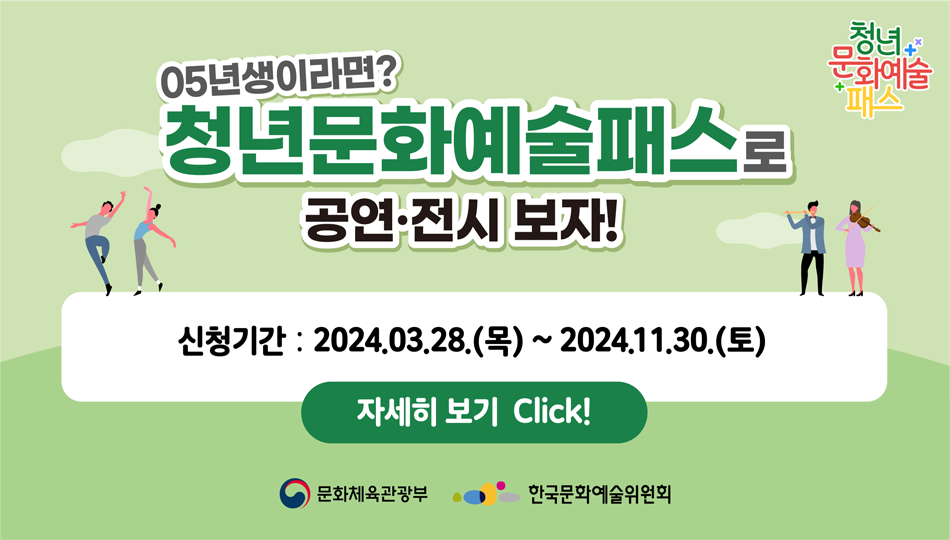 청년
문화예술
패스
05년생이라면?
청년문화예술패스로
공연·전시 보자!
신청기간 : 2024.03.28.(목) ~ 2024.11.30.(토)
자세히 보기 Click!
문화체육관광부 한국문화예술위원회